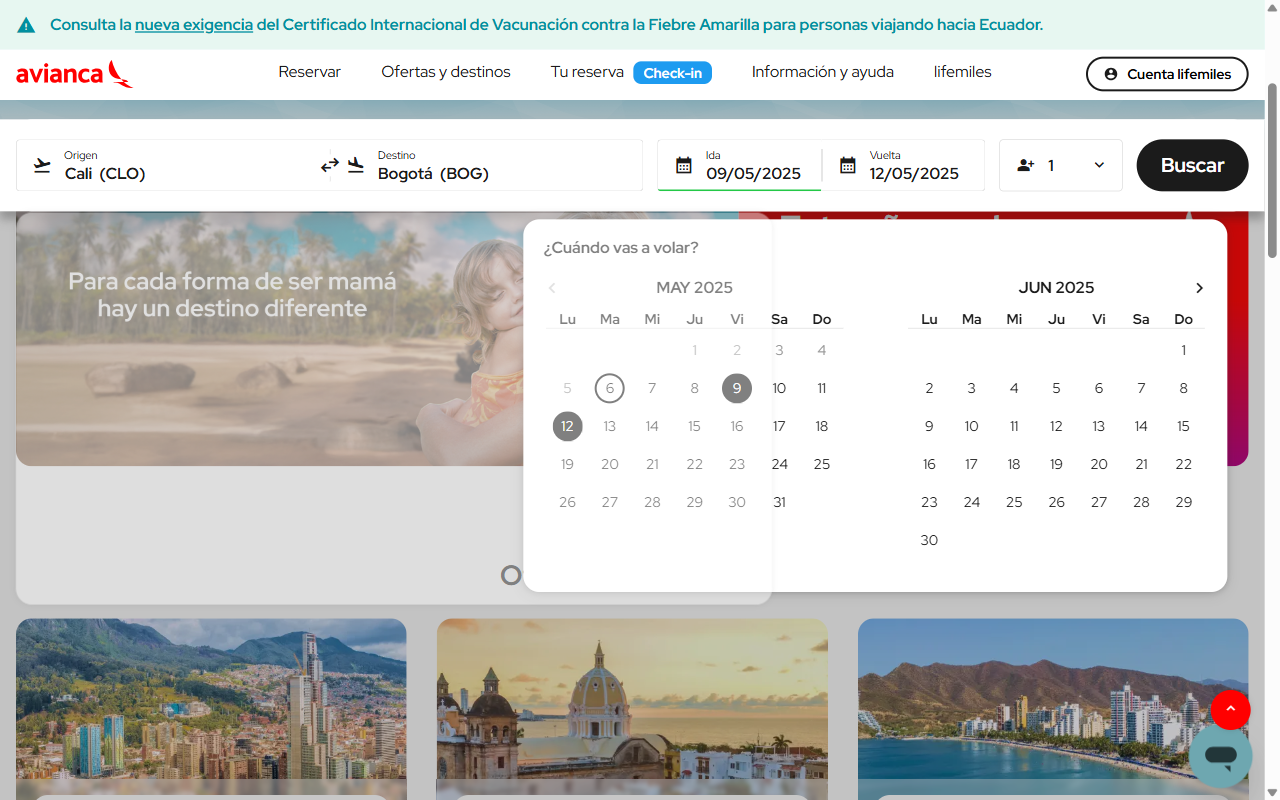 Consulta la nueva exigencia del Certificado Internacional de Vacunación contra la Fiebre Amarilla para personas viajando hacia Ecuador.
avianca
Reservar
Ofertas y destinos
Tu reserva
Check-in
Información y ayuda
lifemiles
Cuenta lifemiles
Origen
Cali (CLO)
Destino
Bogotá (BOG)
Ida
09/05/2025
Vuelta
12/05/2025
1
Buscar
Para cada forma de ser mamá
hay un destino diferente
¿Cuándo vas a volar?
MAY 2025
Lu Ma Mi Ju Vi Sa Do
1 2 3 4
5 6 7 8 9 10 11
12 13 14 15 16 17 18
19 20 21 22 23 24 25
26 27 28 29 30 31
JUN 2025
Lu Ma Mi Ju Vi Sa Do
1
2 3 4 5 6 7 8
9 10 11 12 13 14 15
16 17 18 19 20 21 22
23 24 25 26 27 28 29
30